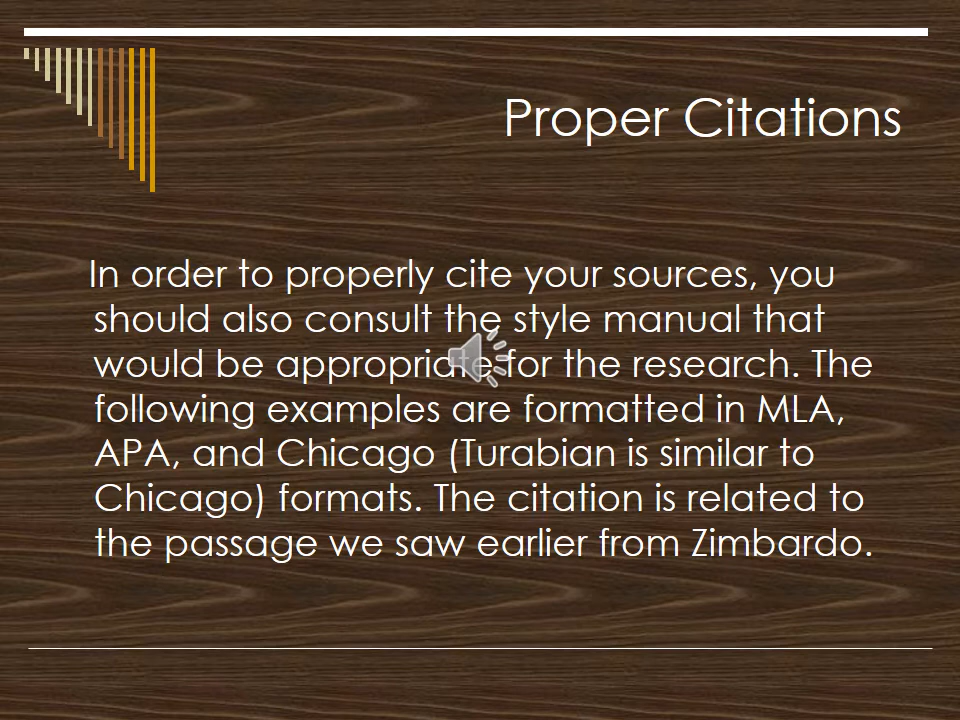 Proper Citations
In order to properly cite your sources, you
should also consult the style manual that
would be appropriate for the research. The
following examples are formatted in MLA,
APA, and Chicago (Turabian is similar to
Chicago) formats. The citation is related to
the passage we saw earlier from Zimbardo.